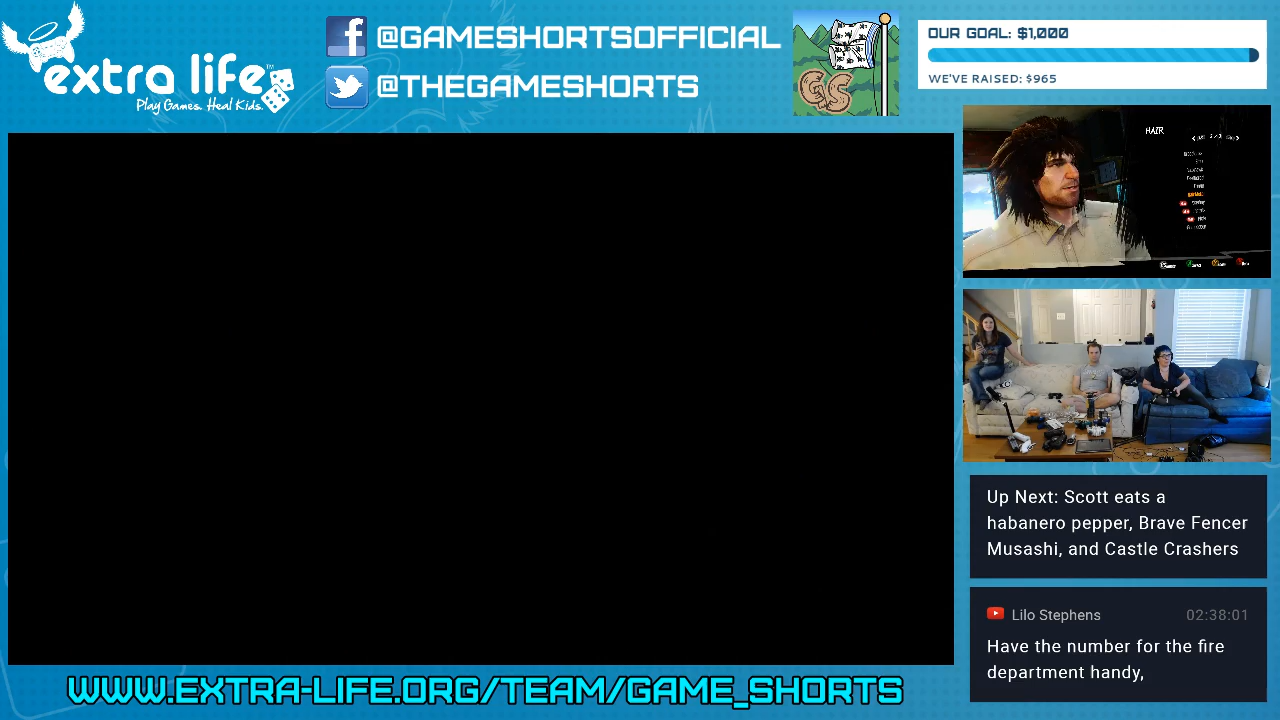 extra life™
Play Games. Heal Kids.
@GAMESHORTSOFFICIAL
@THEGAMESHORTS
GS
OUR GOAL: $1,000
WE'VE RAISED: $965
HAIR
Up Next: Scott eats a
habanero pepper, Brave Fencer
Musashi, and Castle Crashers
Lilo Stephens 02:38:01
Have the number for the fire
department handy,
WWW.EXTRA-LIFE.ORG/TEAM/GAME_SHORTS